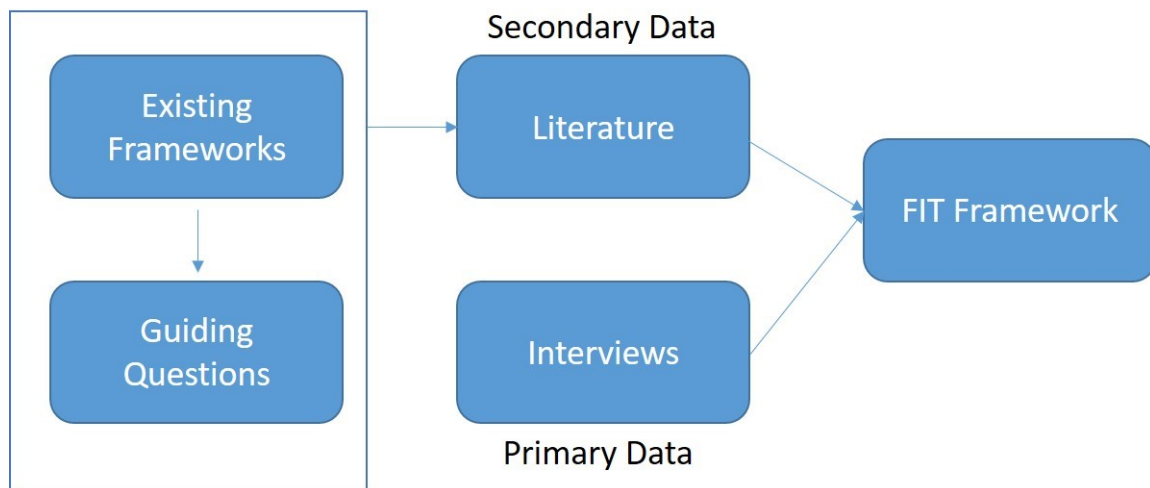 Existing
Frameworks
Guiding
Questions
Secondary Data
Literature
Interviews
Primary Data
FIT Framework